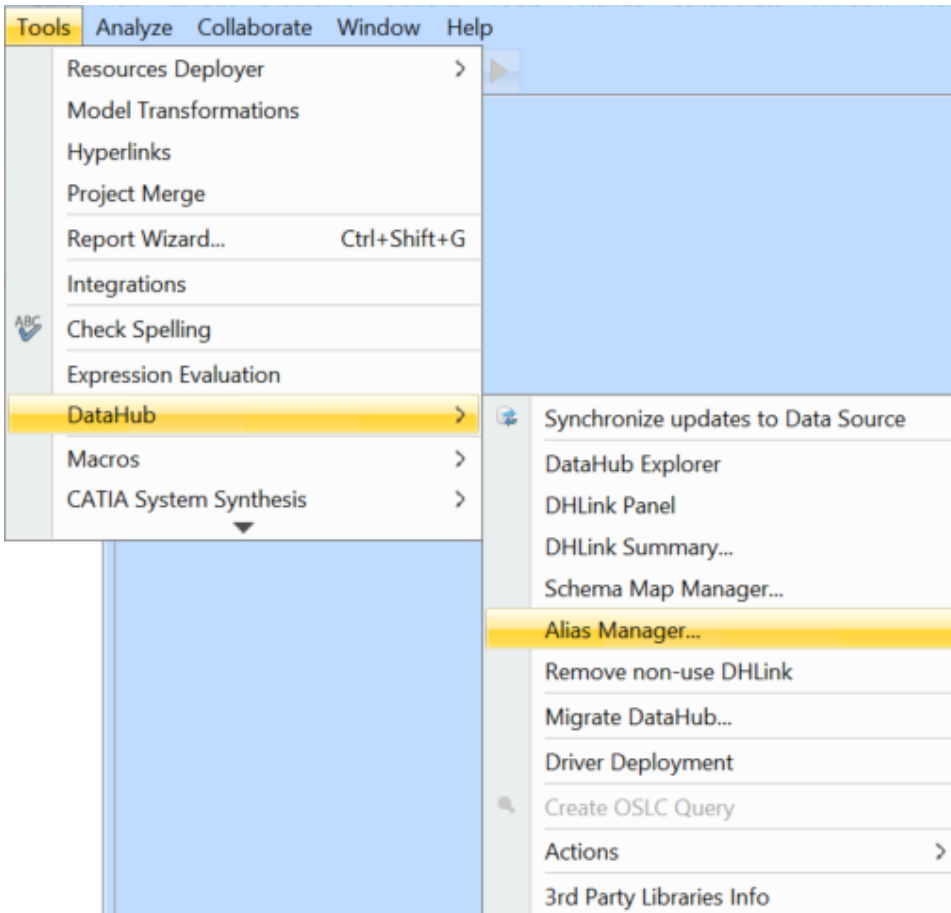 Tools Analyze Collaborate Window Help
Resources Deployer
Model Transformations
Hyperlinks
Project Merge
Report Wizard... Ctrl+Shift+G
Integrations
ABC
Check Spelling
Expression Evaluation
DataHub
Macros
CATIA System Synthesis
Synchronize updates to Data Source
DataHub Explorer
DHLink Panel
DHLink Summary...
Schema Map Manager...
Alias Manager...
Remove non-use DHLink
Migrate DataHub...
Driver Deployment
Create OSLC Query
Actions
3rd Party Libraries Info